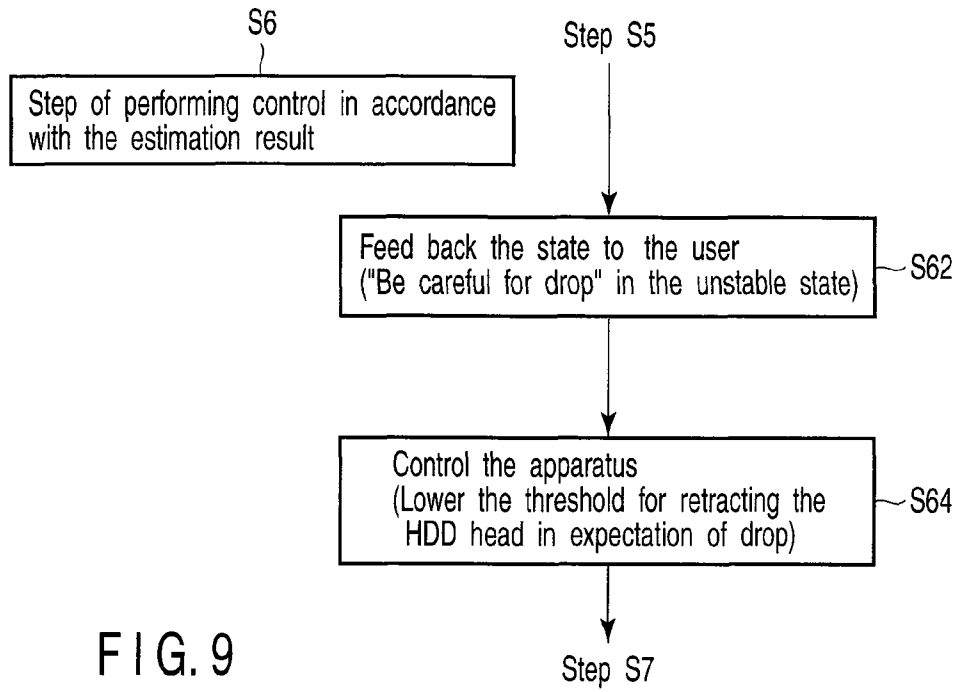 S6
Step S5
Step of performing control in accordance
with the estimation result
Feed back the state to the user
("Be careful for drop" in the unstable state)
S62
Control the apparatus
(Lower the threshold for retracting the
HDD head in expectation of drop)
S64
FIG. 9
Step S7